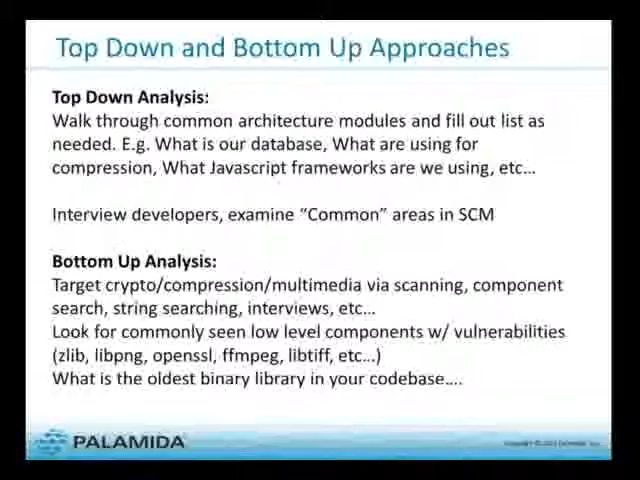 Top Down and Bottom Up Approaches
Top Down Analysis:
Walk through common architecture modules and fill out list as
needed. E.g. What is our database, What are using for
compression, What Javascript frameworks are we using, etc...
Interview developers, examine “Common” areas in SCM
Bottom Up Analysis:
Target crypto/compression/multimedia via scanning, component
search, string searching, interviews, etc...
Look for commonly seen low level components w/ vulnerabilities
(zlib, libpng, openssl, ffmpeg, libtiff, etc...)
What is the oldest binary library in your codebase....
PALAMIDA